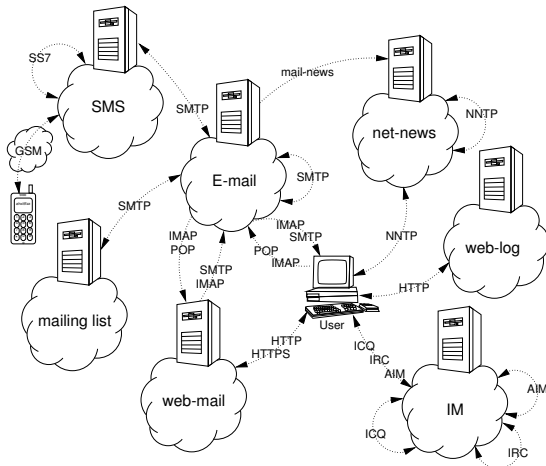 SS7
SMS
SMTP
mail-news
GSM
net-news
NNTP
E-mail
SMTP
SMTP
IMAP
POP
IMAP
SMTP
POP
IMAP
NNTP
web-log
SMTP
IMAP
mailing list
HTTP
User
HTTP
HTTPS
ICQ
IRC
AIM
web-mail
AIM
IM
ICQ
IRC